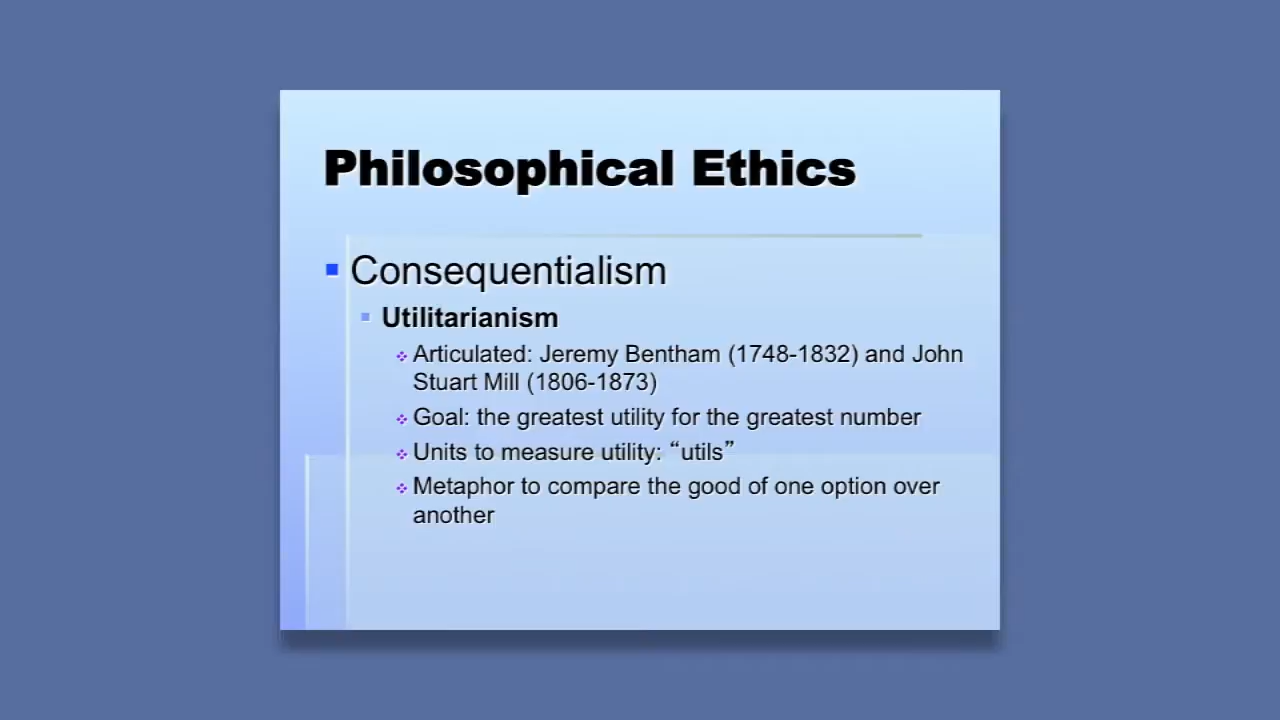 Philosophical Ethics
Consequentialism
Utilitarianism
Articulated: Jeremy Bentham (1748-1832) and John
Stuart Mill (1806-1873)
Goal: the greatest utility for the greatest number
Units to measure utility: “utils”
Metaphor to compare the good of one option over
another